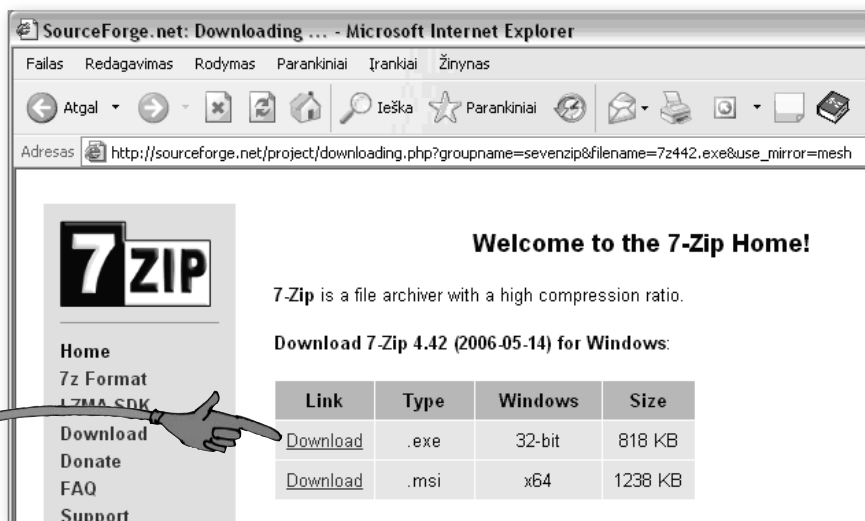 SourceForge.net: Downloading ... - Microsoft Internet Explorer
Failas Redagavimas Rodymas Parankiniai Įrankiai Žinynas
Atgal Ieška Parankiniai
Adresas http://sourceforge.net/project/downloading.php?groupname=sevenzip&filename=7z442.exe&use_mirror=mesh
7 ZIP
Home
7z Format
LZMA SDK
Download
Donate
FAQ
Support
Welcome to the 7-Zip Home!
7-Zip is a file archiver with a high compression ratio.
Download 7-Zip 4.42 (2006-05-14) for Windows:
Link Type Windows Size
Download .exe 32-bit 818 KB
Download .msi x64 1238 KB